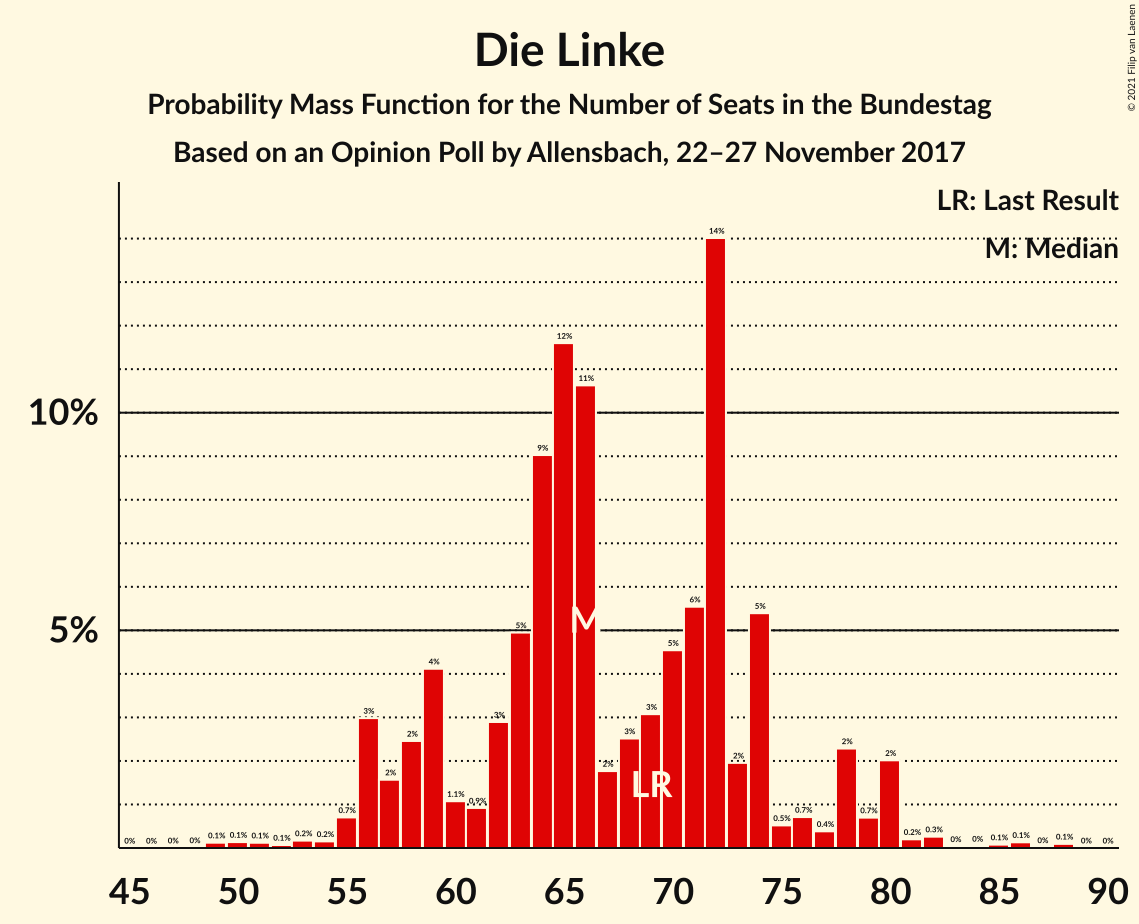 Die Linke
Probability Mass Function for the Number of Seats in the Bundestag
Based on an Opinion Poll by Allensbach, 22–27 November 2017
© 2021 Filip van Laenen
LR: Last Result
M: Median
10%
5%
0% 0% 0% 0% 0.1% 0.1% 0.1% 0.1% 0.2% 0.2% 0.7% 3% 2% 2% 4% 1.1% 0.9% 3% 5% 9% 12% 11% 2% 3% 3% 5% 6% 14% 2% 5% 0.5% 0.7% 0.4% 2% 0.7% 2% 0.2% 0.3% 0% 0% 0.1% 0.1% 0% 0.1% 0% 0%
M
LR
45 50 55 60 65 70 75 80 85 90